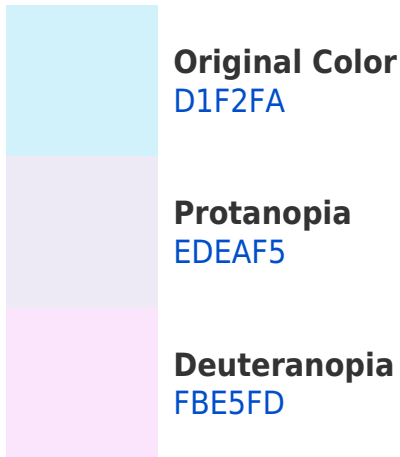 Original Color
D1F2FA
Protanopia
EDEAF5
Deuteranopia
FBE5FD